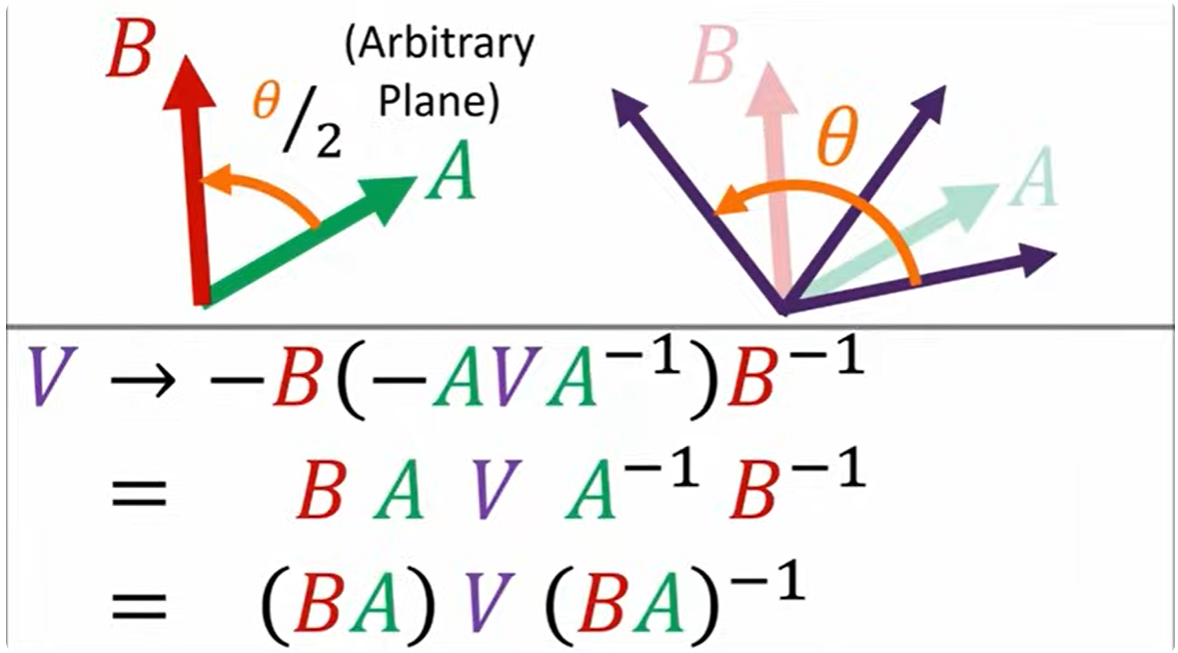 B
θ/2
(Arbitrary
Plane)
A
B
θ
A
V → −B(−AVA⁻¹)B⁻¹
= B A V A⁻¹ B⁻¹
= (BA) V (BA)⁻¹